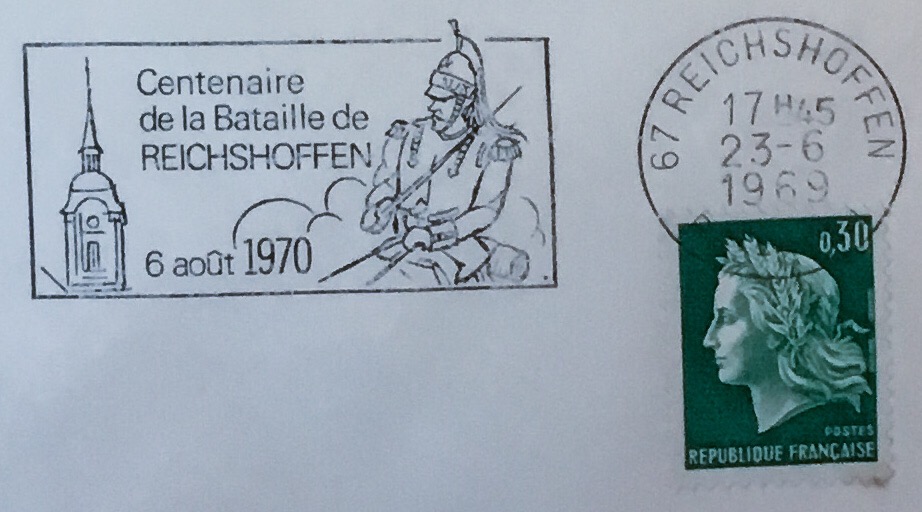 Centenaire
de la Bataille de
REICHSHOFFEN
6 août 1970
67 REICHSHOFFEN
17 H45
23-6
1969
0,30
POSTES
REPUBLIQUE FRANÇAISE